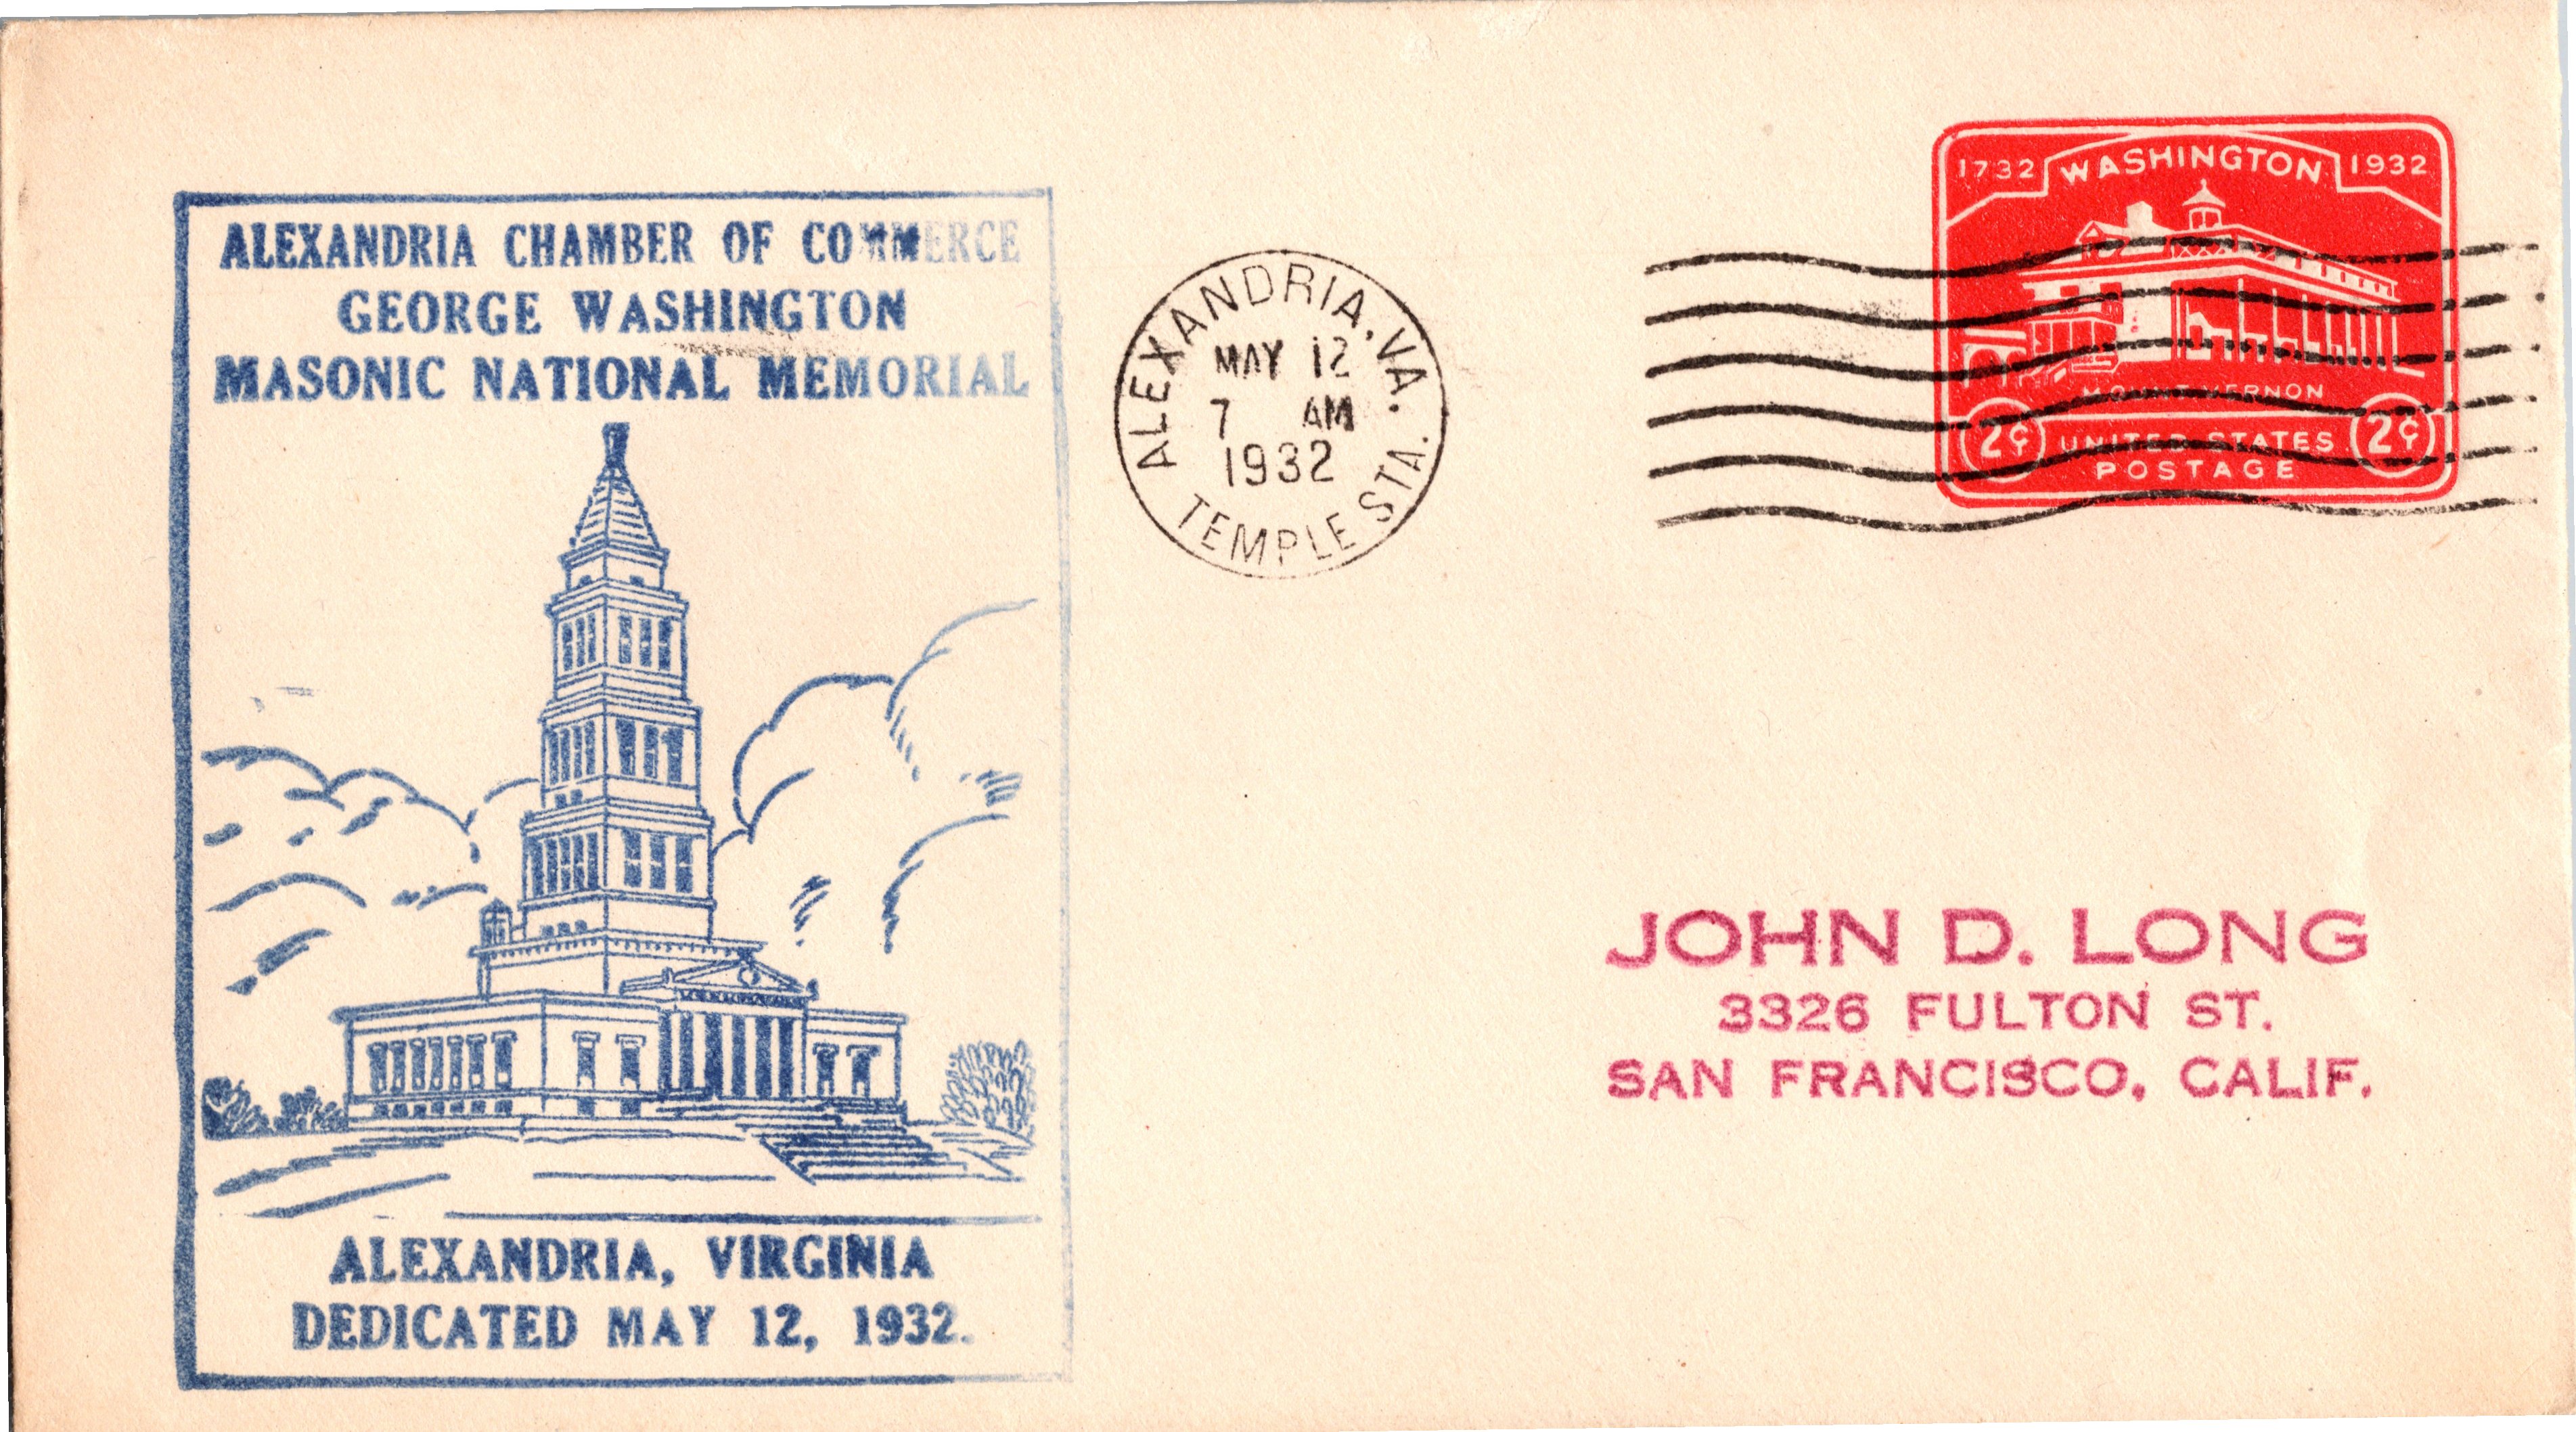 ALEXANDRIA CHAMBER OF COMMERCE
GEORGE WASHINGTON
MASONIC NATIONAL MEMORIAL
ALEXANDRIA, VIRGINIA
DEDICATED MAY 12, 1932.
ALEXANDRIA, VA.
MAY 12
7 AM
1932
TEMPLE STA.
1732 WASHINGTON 1932
MOUNT VERNON
2¢ UNITED STATES 2¢
POSTAGE
JOHN D. LONG
3326 FULTON ST.
SAN FRANCISCO, CALIF.